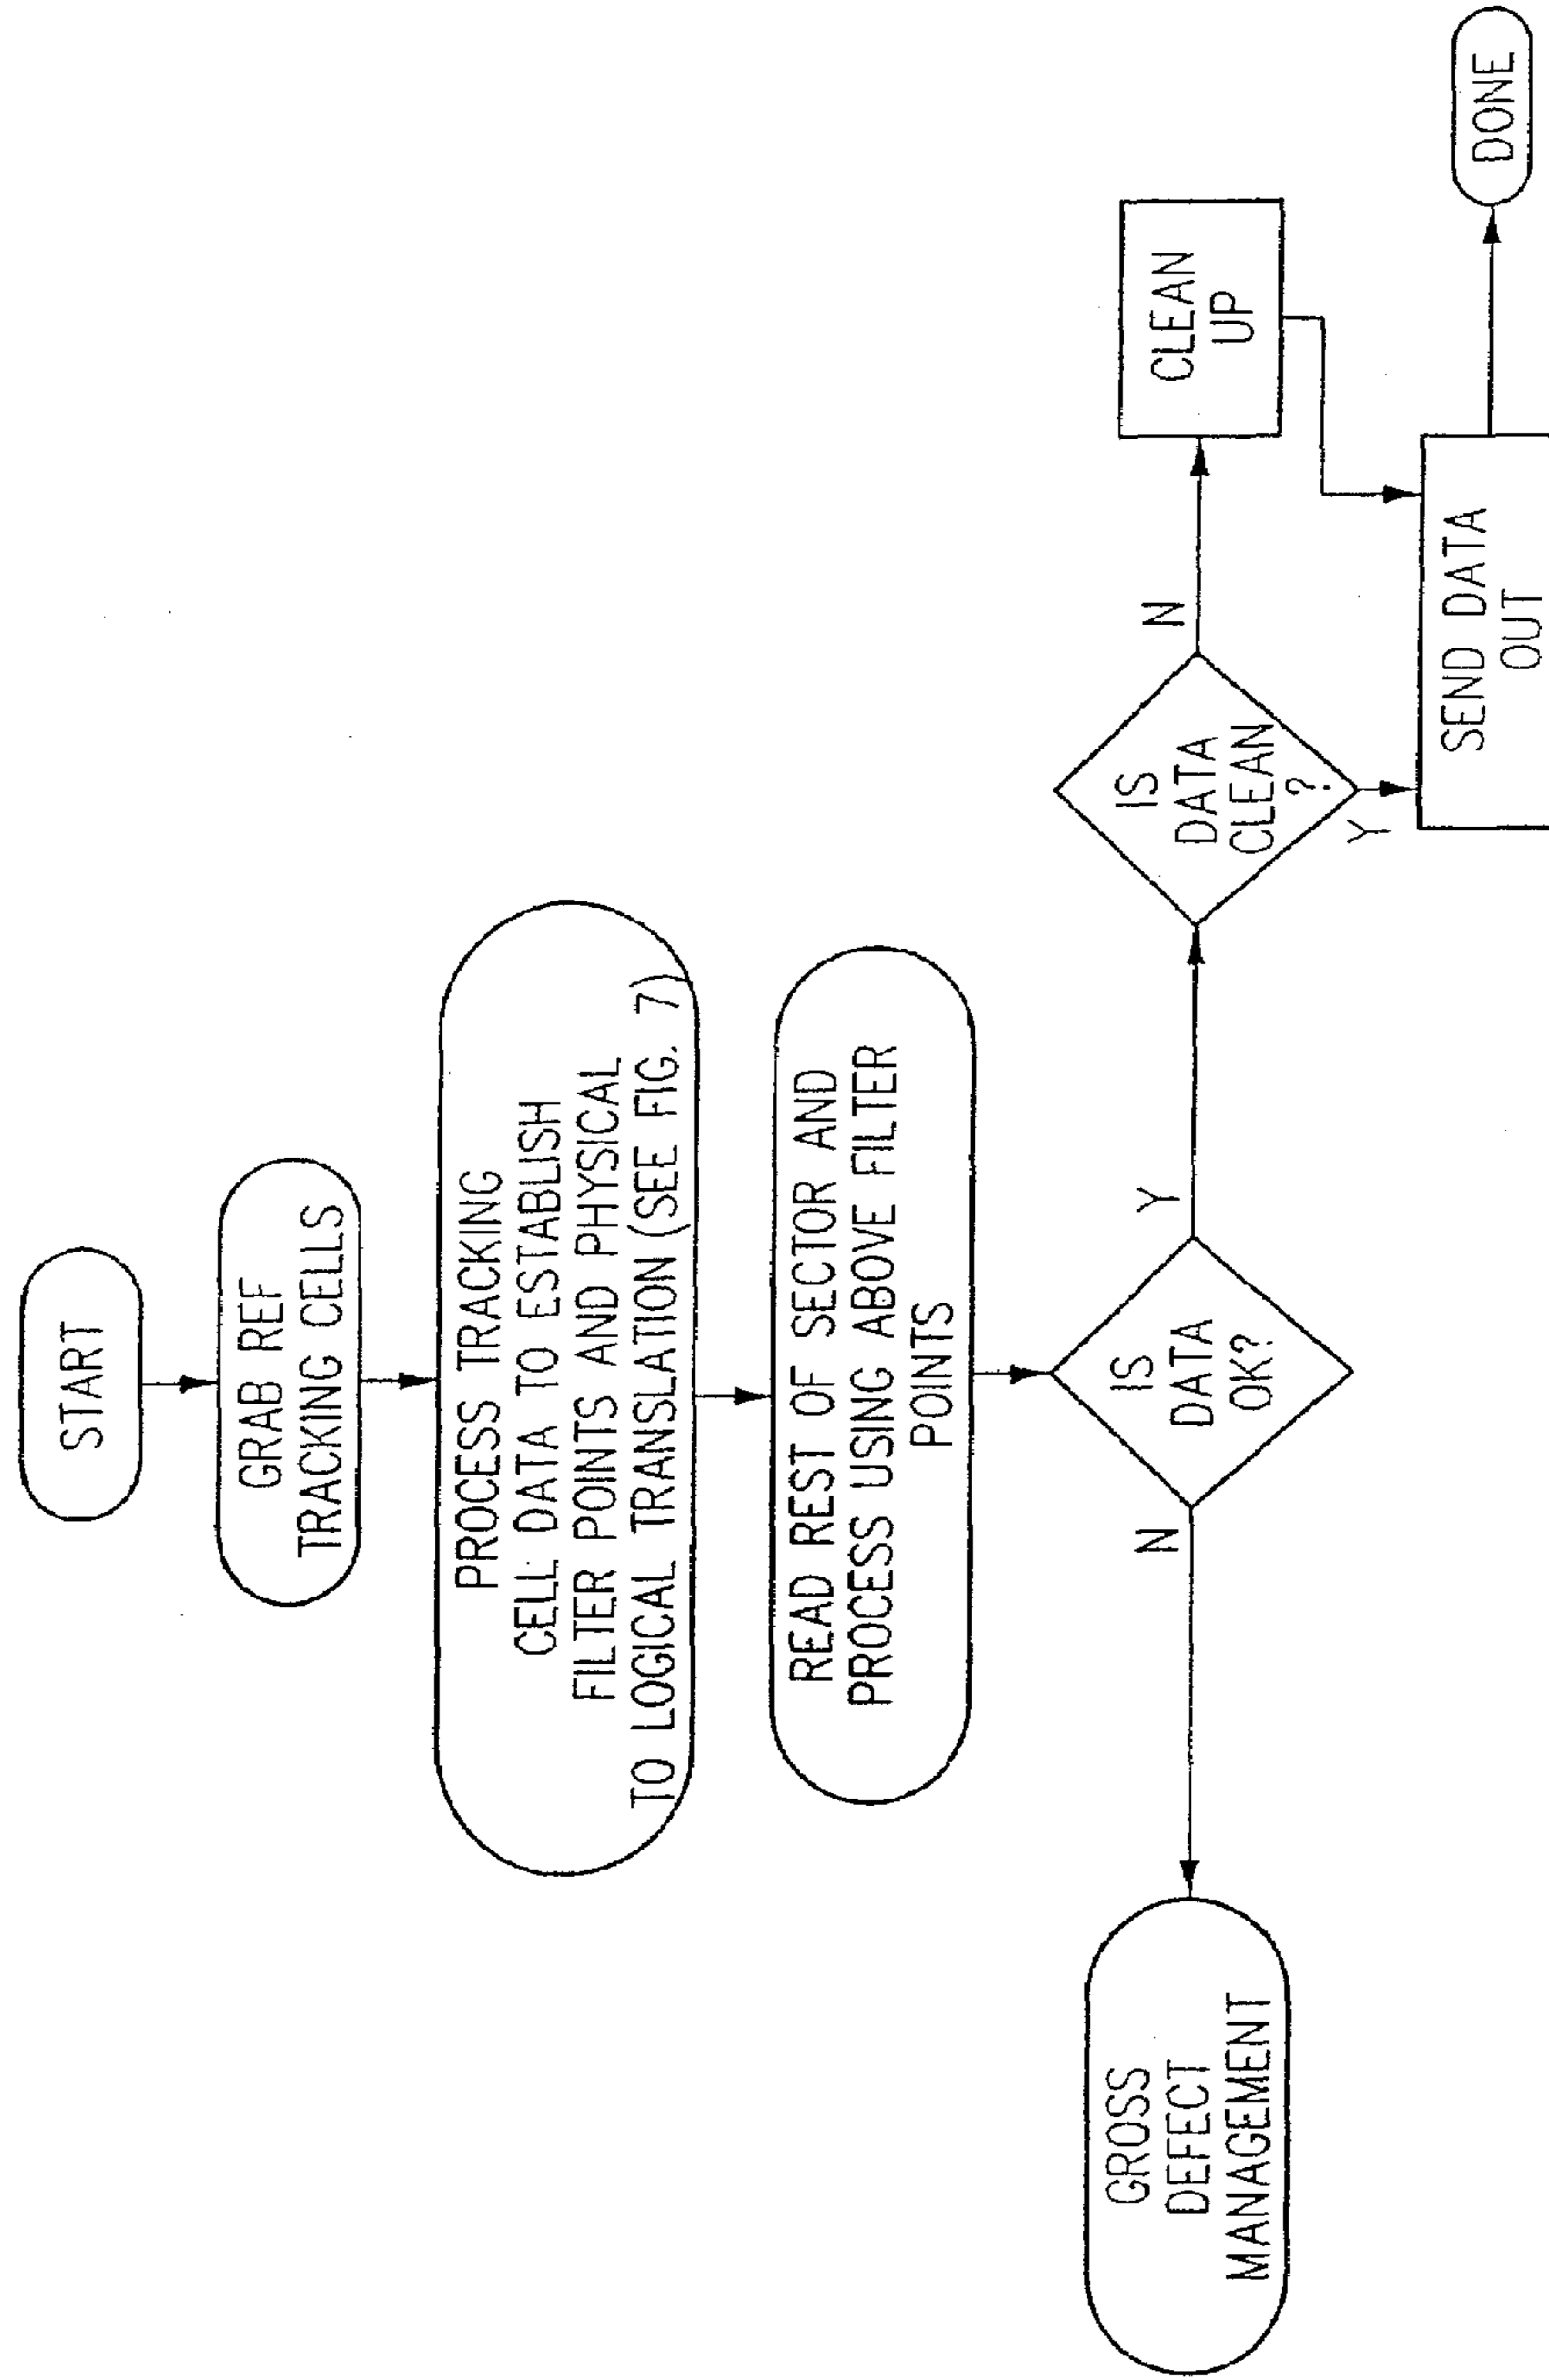 START
GRAB REF
TRACKING CELLS
PROCESS TRACKING
CELL DATA TO ESTABLISH
FILTER POINTS AND PHYSICAL
TO LOGICAL TRANSLATION (SEE FIG. 7)
READ REST OF SECTOR AND
PROCESS USING ABOVE FILTER
POINTS
IS
DATA
OK?
N
Y
GROSS
DEFECT
MANAGEMENT
IS
DATA
CLEAN
?
N
Y
CLEAN
UP
SEND DATA
OUT
DONE